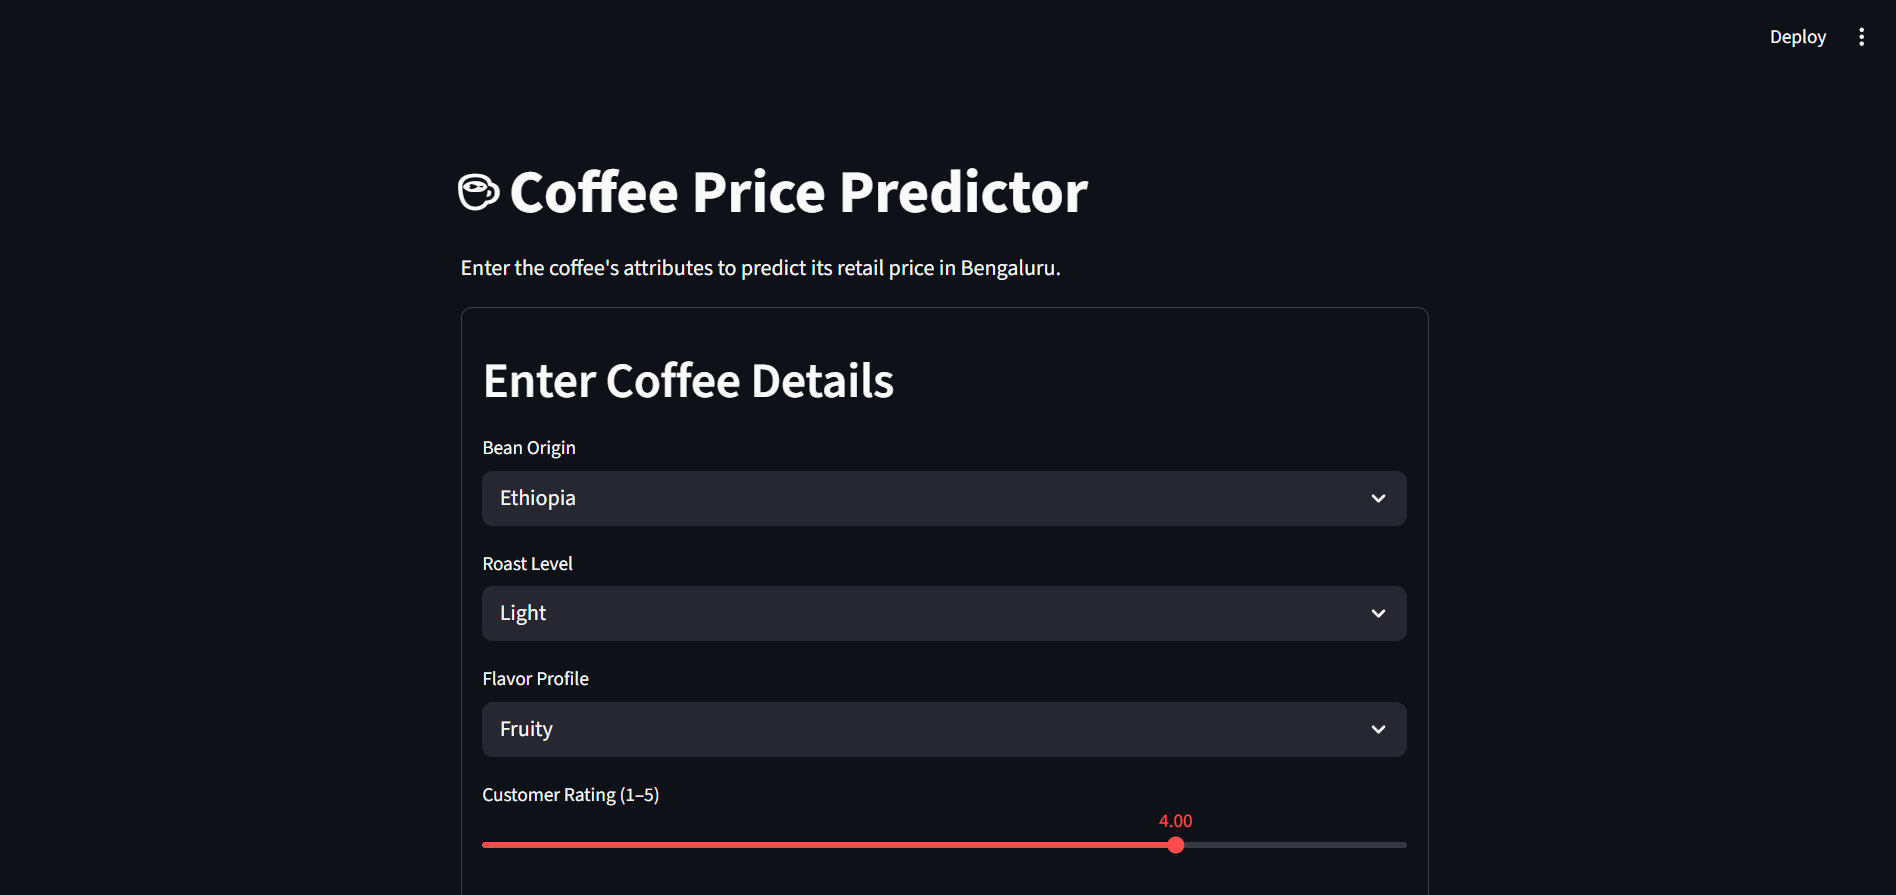 Deploy
Coffee Price Predictor
Enter the coffee's attributes to predict its retail price in Bengaluru.
Enter Coffee Details
Bean Origin
Ethiopia
Roast Level
Light
Flavor Profile
Fruity
Customer Rating (1–5)
4.00